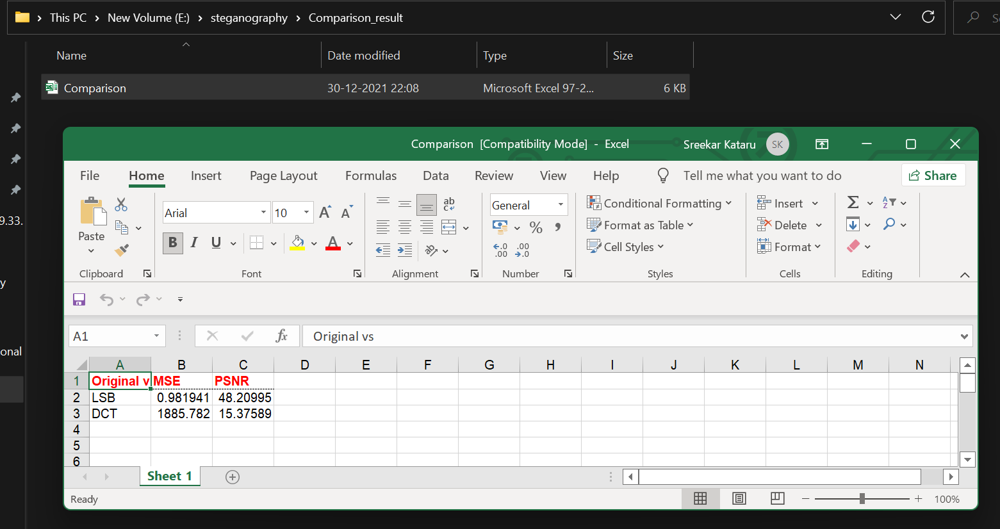 This PC > New Volume (E:) > steganography > Comparison_result
Name Date modified Type Size
Comparison 30-12-2021 22:08 Microsoft Excel 97-2... 6 KB
9.33.
y
onal
Comparison [Compatibility Mode] - Excel Sreekar Kataru SK
File Home Insert Page Layout Formulas Data Review View Help Tell me what you want to do Share
Paste
Arial 10
B I U
ab
General
Conditional Formatting
Format as Table
Cell Styles
Insert
Delete
Format
Clipboard Font Alignment Number Styles Cells Editing
A1 fx Original vs
A B C D E F G H I J K L M N
1 Original v MSE PSNR
2 LSB 0.981941 48.20995
3 DCT 1885.782 15.37589
4
5
6
Sheet 1
Ready 100%